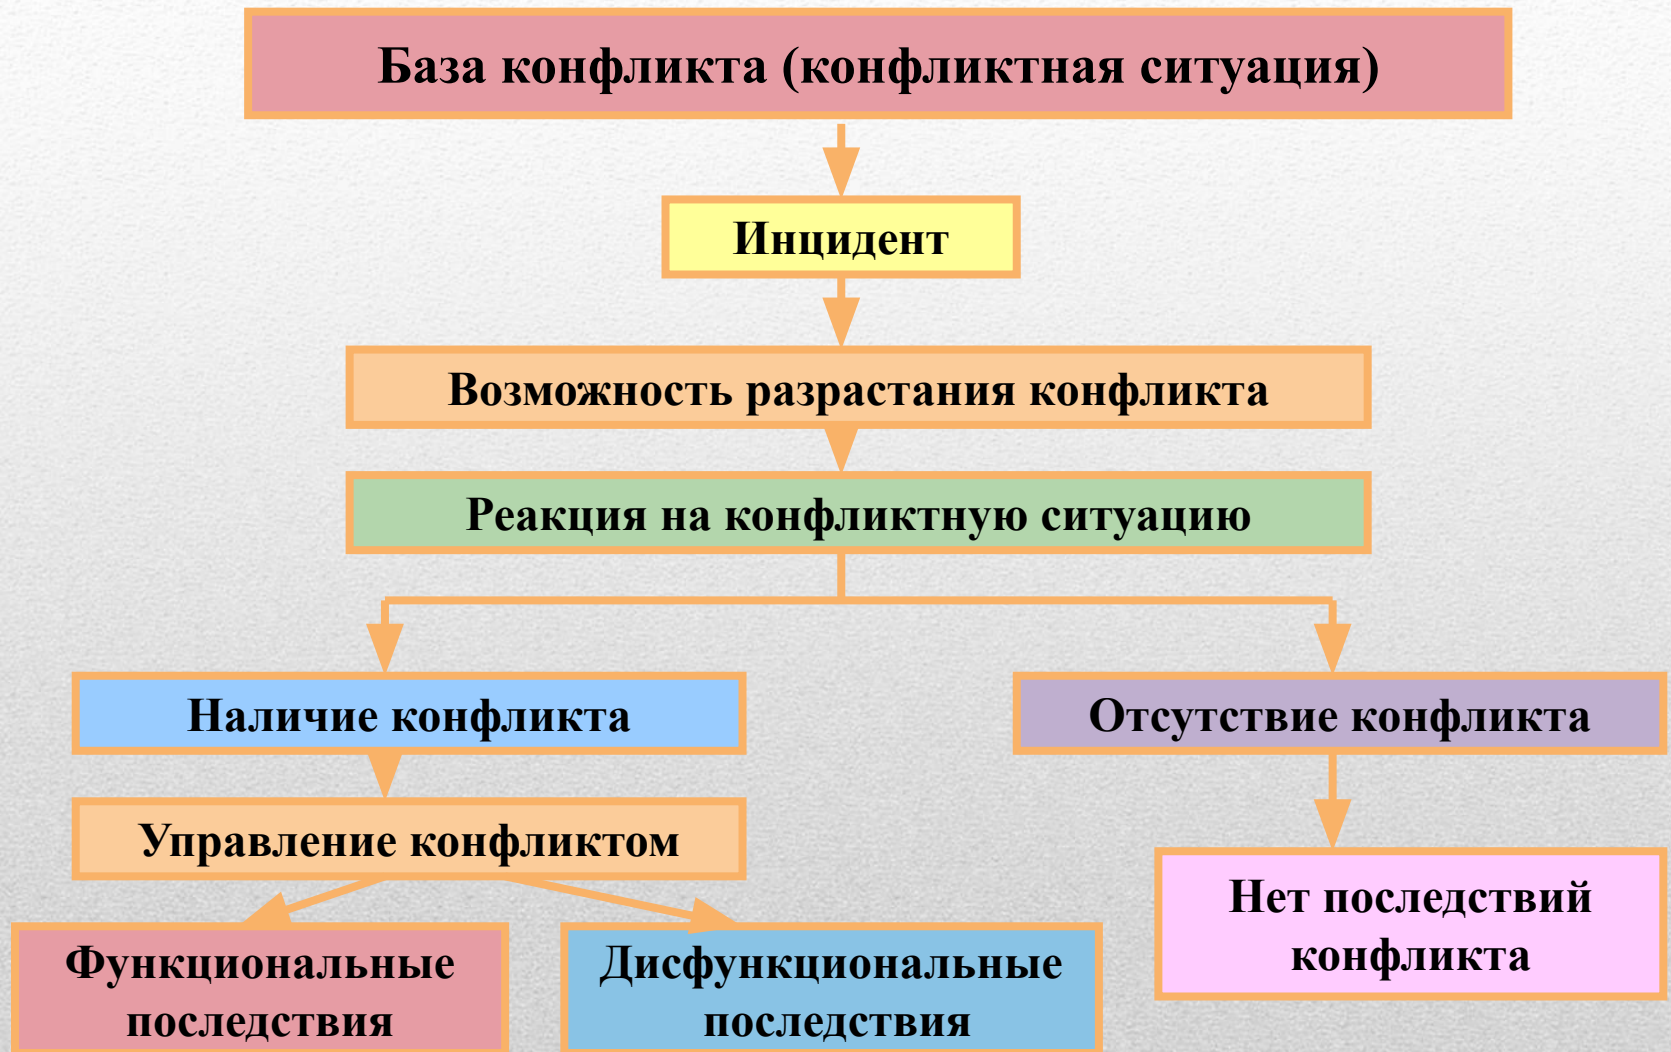 База конфликта (конфликтная ситуация)
Инцидент
Возможность разрастания конфликта
Реакция на конфликтную ситуацию
Наличие конфликта
Отсутствие конфликта
Управление конфликтом
Нет последствий
конфликта
Функциональные
последствия
Дисфункциональные
последствия